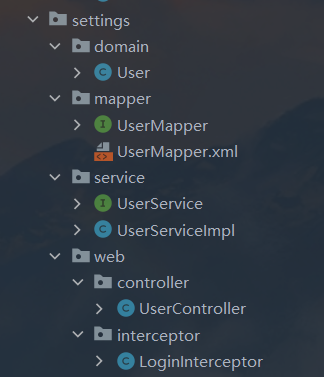 settings
domain
User
mapper
UserMapper
UserMapper.xml
service
UserService
UserServiceImpl
web
controller
UserController
interceptor
LoginInterceptor